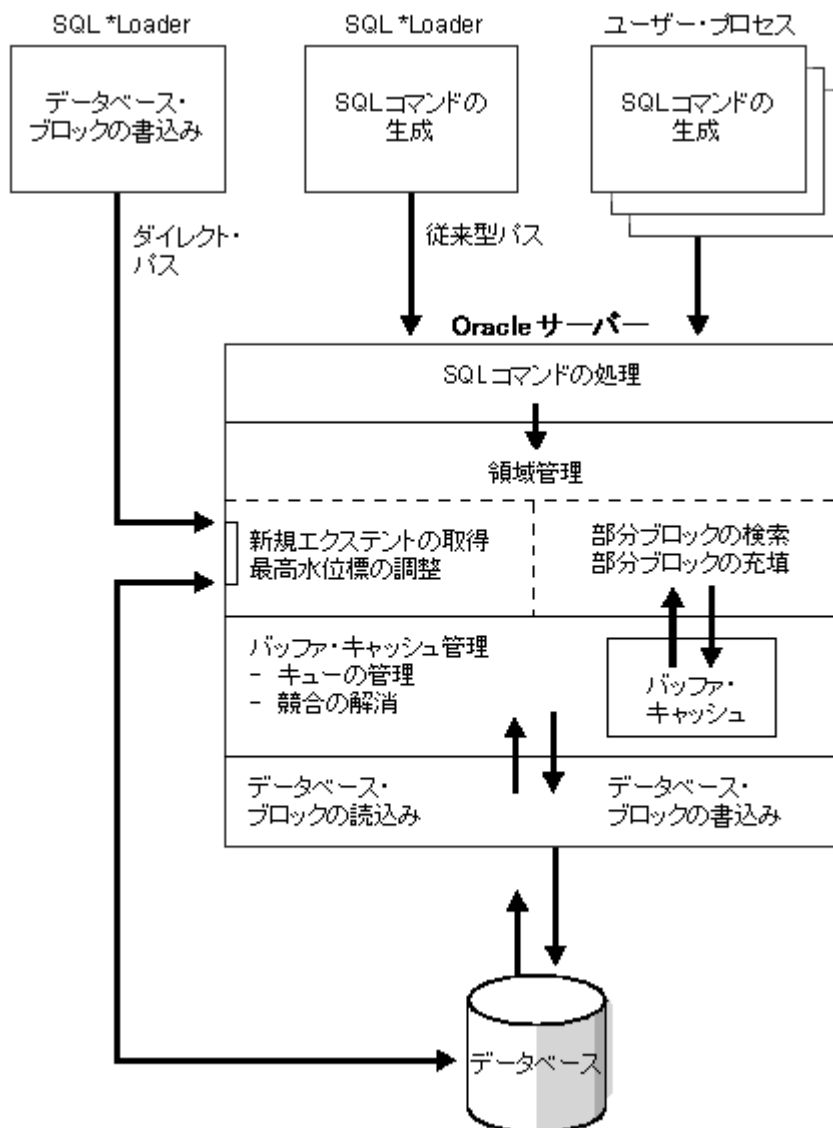 SQL *Loader
SQL *Loader
ユーザー・プロセス
データベース・
ブロックの書込み
SQLコマンドの
生成
SQLコマンドの
生成
ダイレクト・
パス
従来型パス
Oracle サーバー
SQLコマンドの処理
領域管理
新規エクステントの取得
最高水位標の調整
部分ブロックの検索
部分ブロックの充填
バッファ・キャッシュ管理
- キューの管理
- 競合の解消
バッファ・
キャッシュ
データベース・
ブロックの読込み
データベース・
ブロックの書込み
データベース